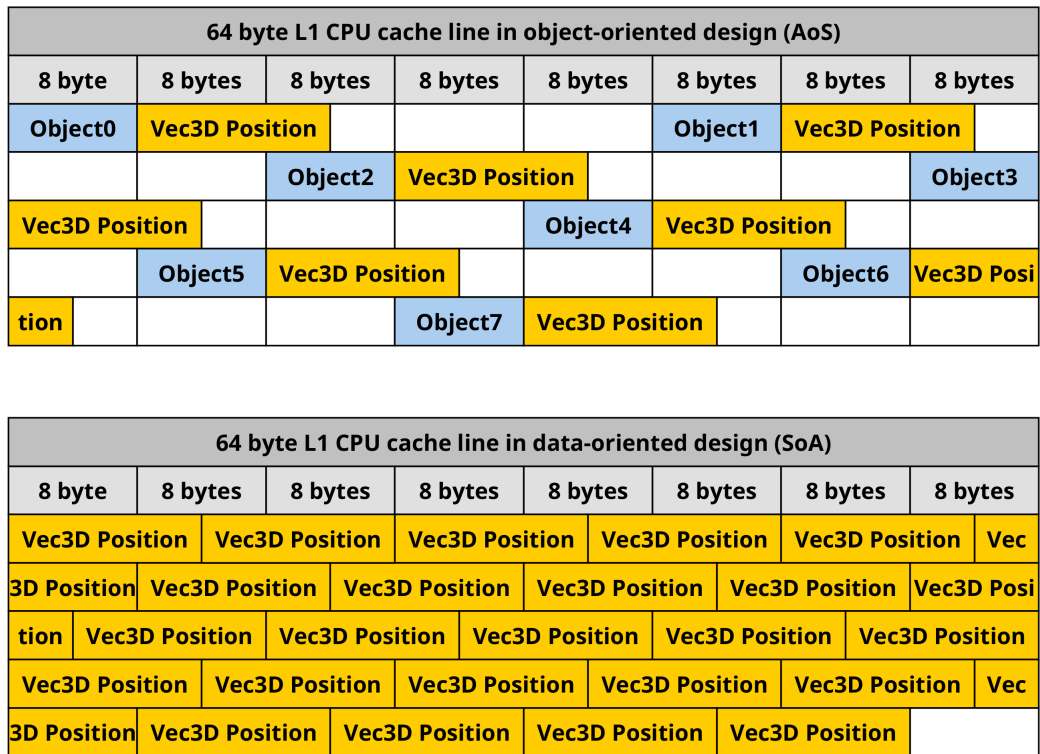 64 byte L1 CPU cache line in object-oriented design (AoS)
8 byte 8 bytes 8 bytes 8 bytes 8 bytes 8 bytes 8 bytes 8 bytes
Object0 Vec3D Position Object1 Vec3D Position
Object2 Vec3D Position Object3
Vec3D Position Object4 Vec3D Position
Object5 Vec3D Position Object6 Vec3D Posi
tion Object7 Vec3D Position
64 byte L1 CPU cache line in data-oriented design (SoA)
8 byte 8 bytes 8 bytes 8 bytes 8 bytes 8 bytes 8 bytes 8 bytes
Vec3D Position Vec3D Position Vec3D Position Vec3D Position Vec3D Position Vec
3D Position Vec3D Position Vec3D Position Vec3D Position Vec3D Position Vec3D Posi
tion Vec3D Position Vec3D Position Vec3D Position Vec3D Position Vec3D Position
Vec3D Position Vec3D Position Vec3D Position Vec3D Position Vec3D Position Vec
3D Position Vec3D Position Vec3D Position Vec3D Position Vec3D Position